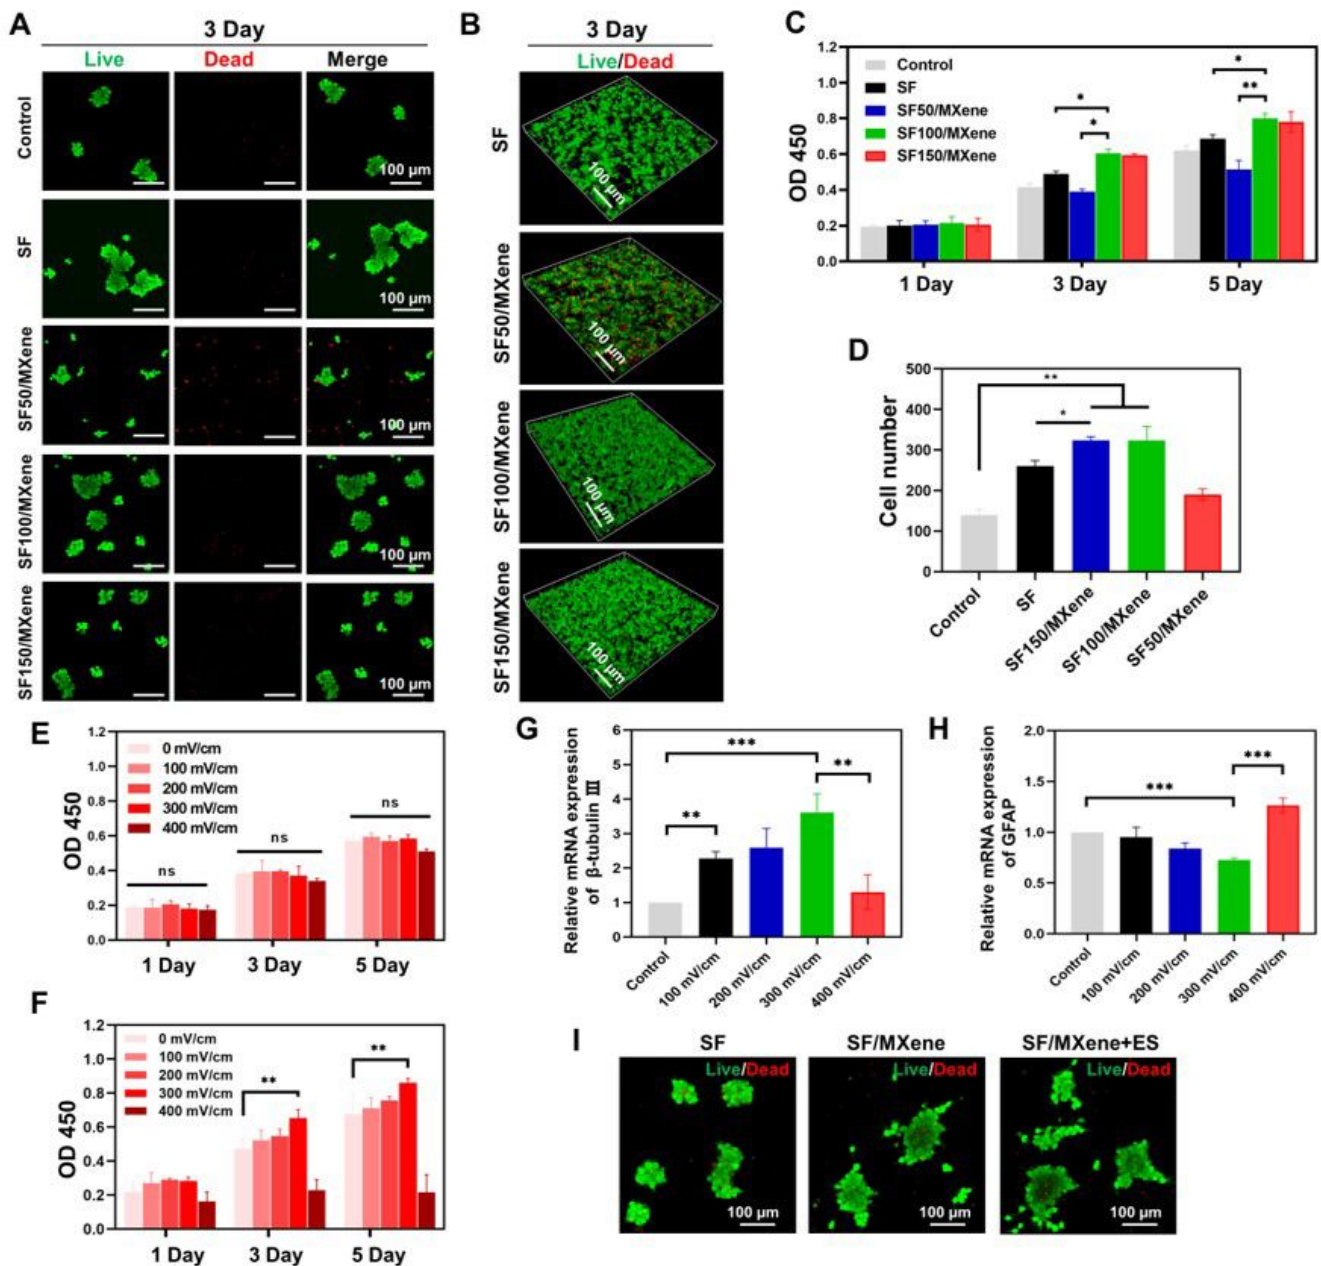 A
3 Day
Live
Dead
Merge
Control
100 μm
SF
100 μm
SF50/MXene
100 μm
SF100/MXene
100 μm
SF150/MXene
100 μm
B
3 Day
Live/Dead
SF
100 μm
SF50/MXene
100 μm
SF100/MXene
100 μm
SF150/MXene
100 μm
C
OD 450
1.2
1.0
0.8
0.6
0.4
0.2
0.0
Control
SF
SF50/MXene
SF100/MXene
SF150/MXene
*
*
*
**
1 Day
3 Day
5 Day
D
Cell number
500
400
300
200
100
0
**
*
Control
SF
SF150/MXene
SF100/MXene
SF50/MXene
E
OD 450
1.2
1.0
0.8
0.6
0.4
0.2
0.0
0 mV/cm
100 mV/cm
200 mV/cm
300 mV/cm
400 mV/cm
ns
ns
ns
1 Day
3 Day
5 Day
F
OD 450
1.2
1.0
0.8
0.6
0.4
0.2
0.0
0 mV/cm
100 mV/cm
200 mV/cm
300 mV/cm
400 mV/cm
**
**
1 Day
3 Day
5 Day
G
Relative mRNA expression
of β-tubulin Ⅲ
6
5
4
3
2
1
0
***
**
**
Control
100 mV/cm
200 mV/cm
300 mV/cm
400 mV/cm
H
Relative mRNA expression
of GFAP
2.0
1.5
1.0
0.5
0.0
***
***
Control
100 mV/cm
200 mV/cm
300 mV/cm
400 mV/cm
I
SF
Live/Dead
100 μm
SF/MXene
Live/Dead
100 μm
SF/MXene+ES
Live/Dead
100 μm